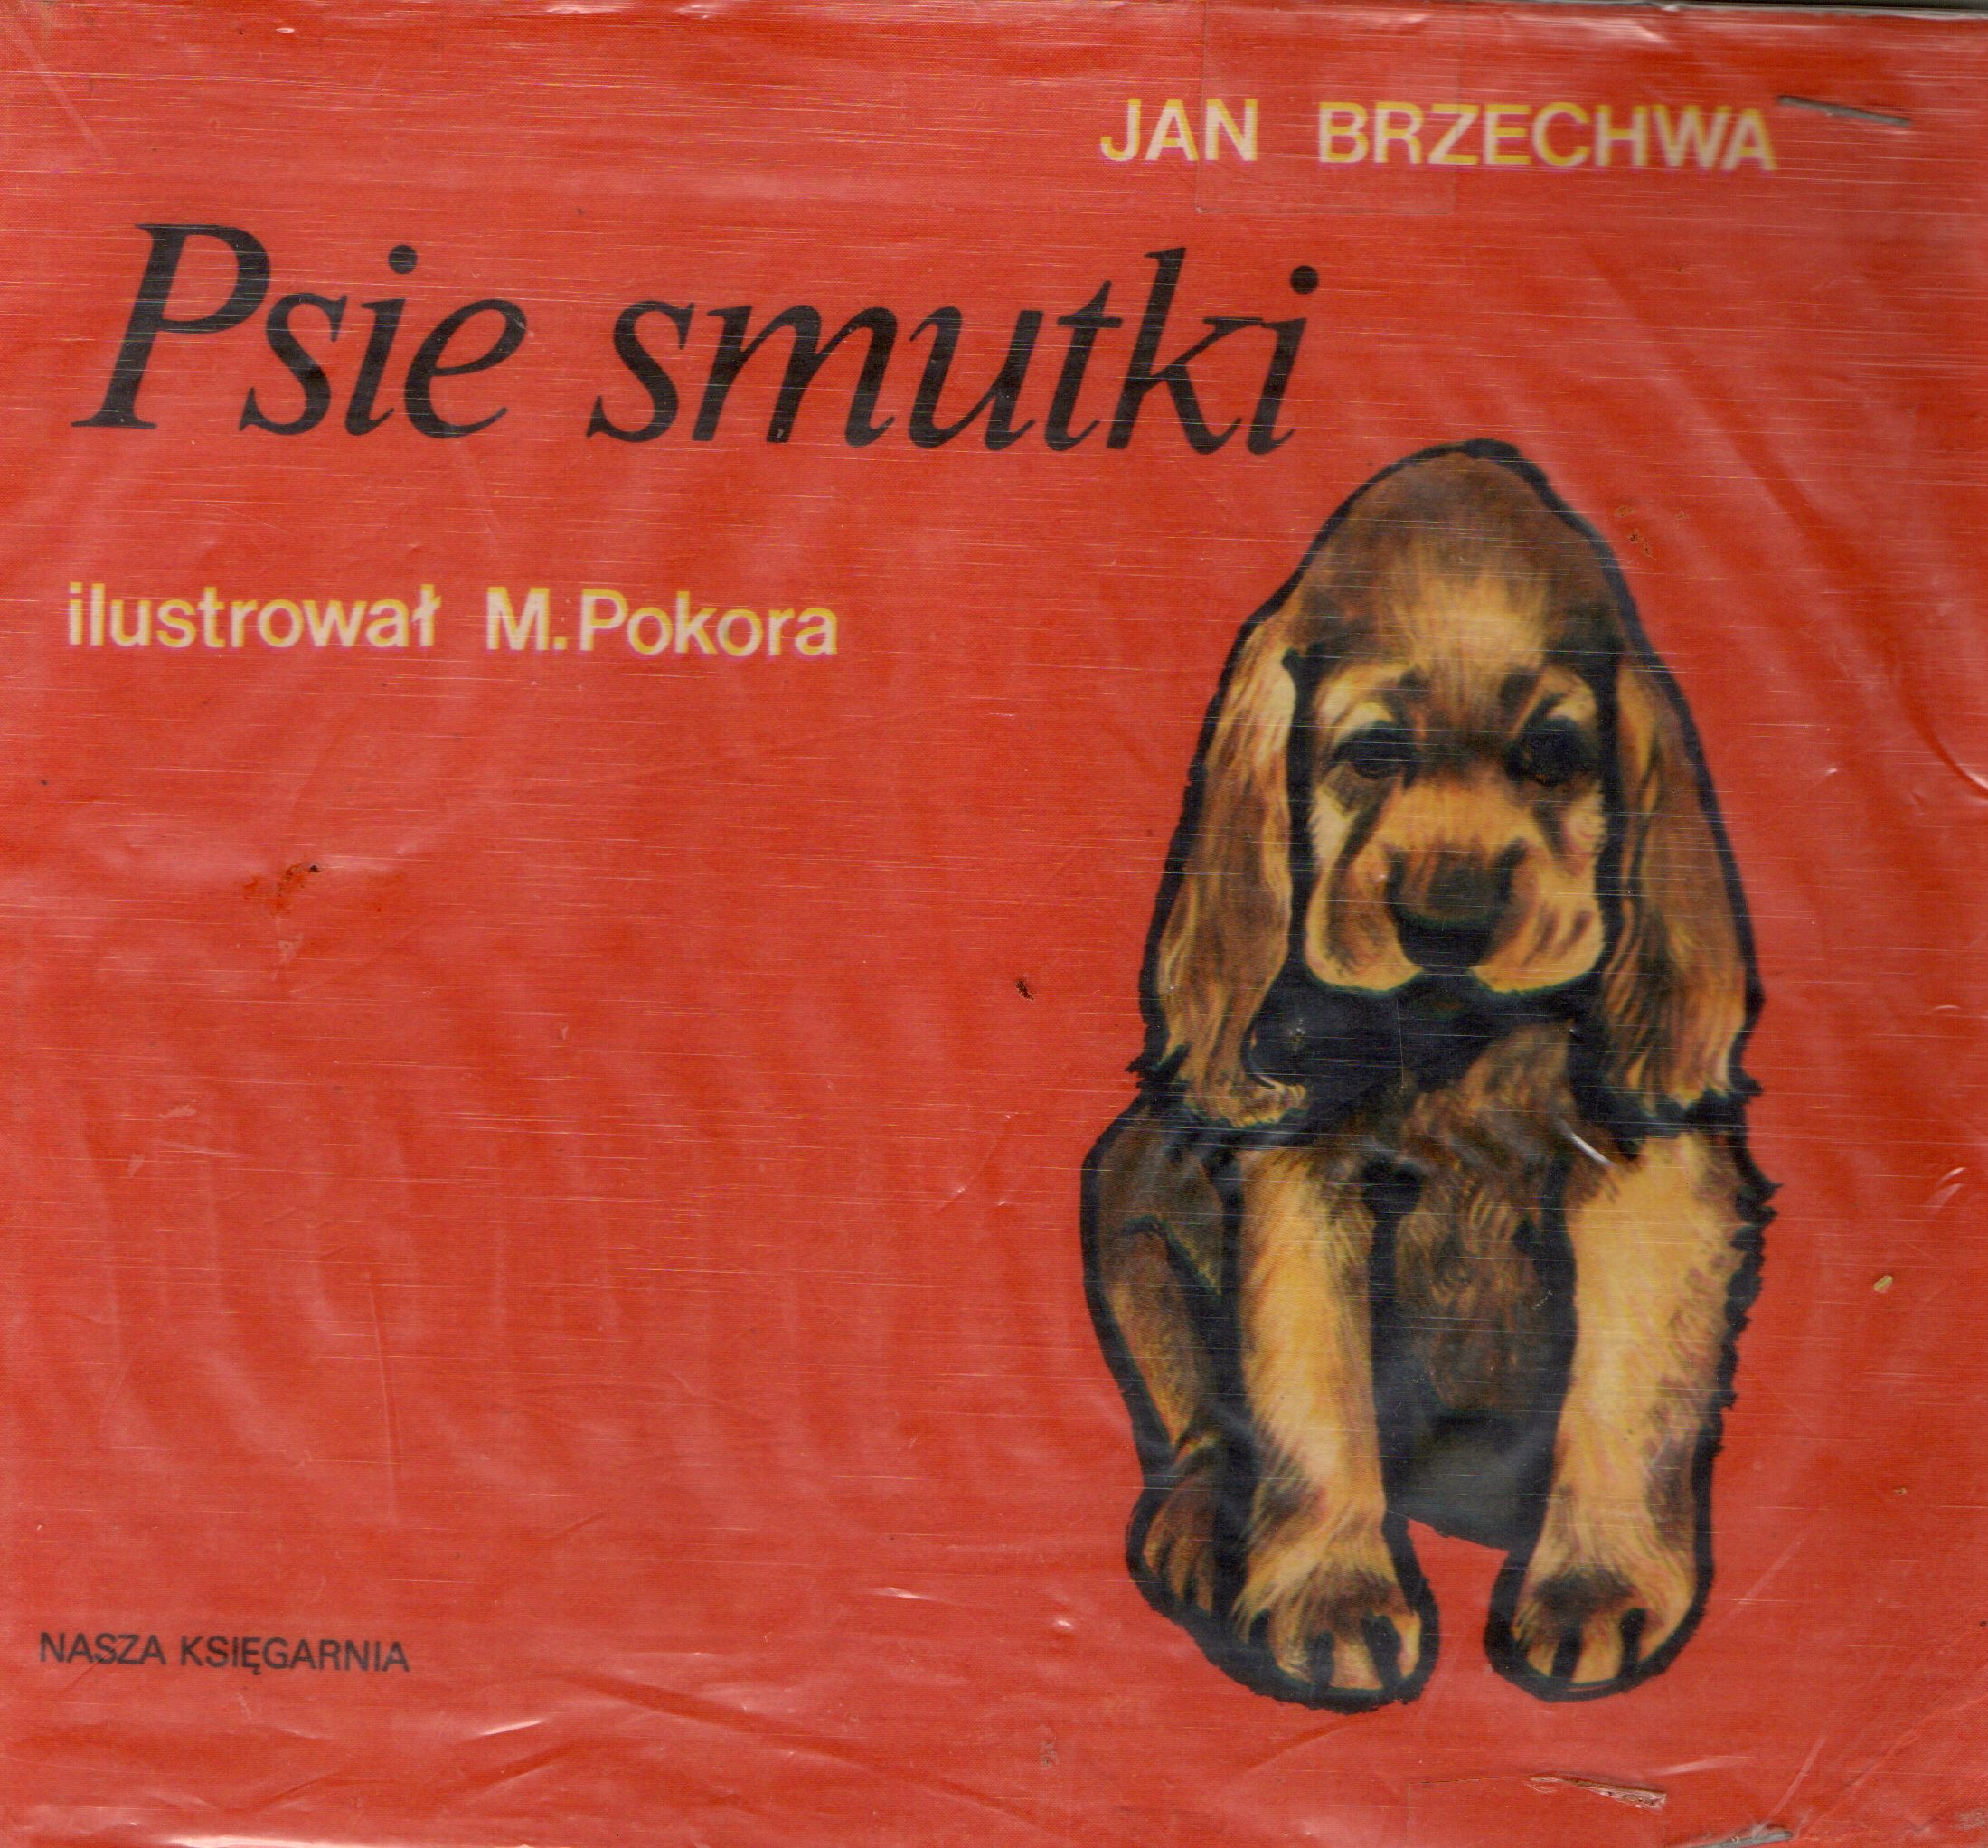 JAN BRZECHWA
Psie smutki
ilustrował M. Pokora
NASZA KSIĘGARNIA